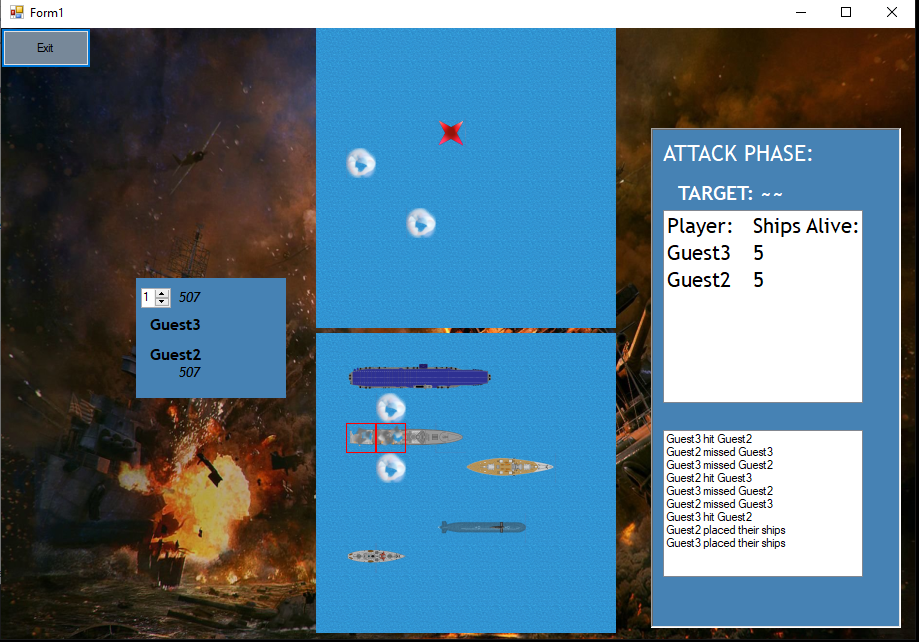 Form1
Exit
1 507
Guest3
Guest2
507
ATTACK PHASE:
TARGET: ~~
Player: Ships Alive:
Guest3 5
Guest2 5
Guest3 hit Guest2
Guest2 missed Guest3
Guest3 missed Guest2
Guest2 hit Guest3
Guest3 missed Guest2
Guest2 missed Guest3
Guest3 hit Guest2
Guest2 placed their ships
Guest3 placed their ships